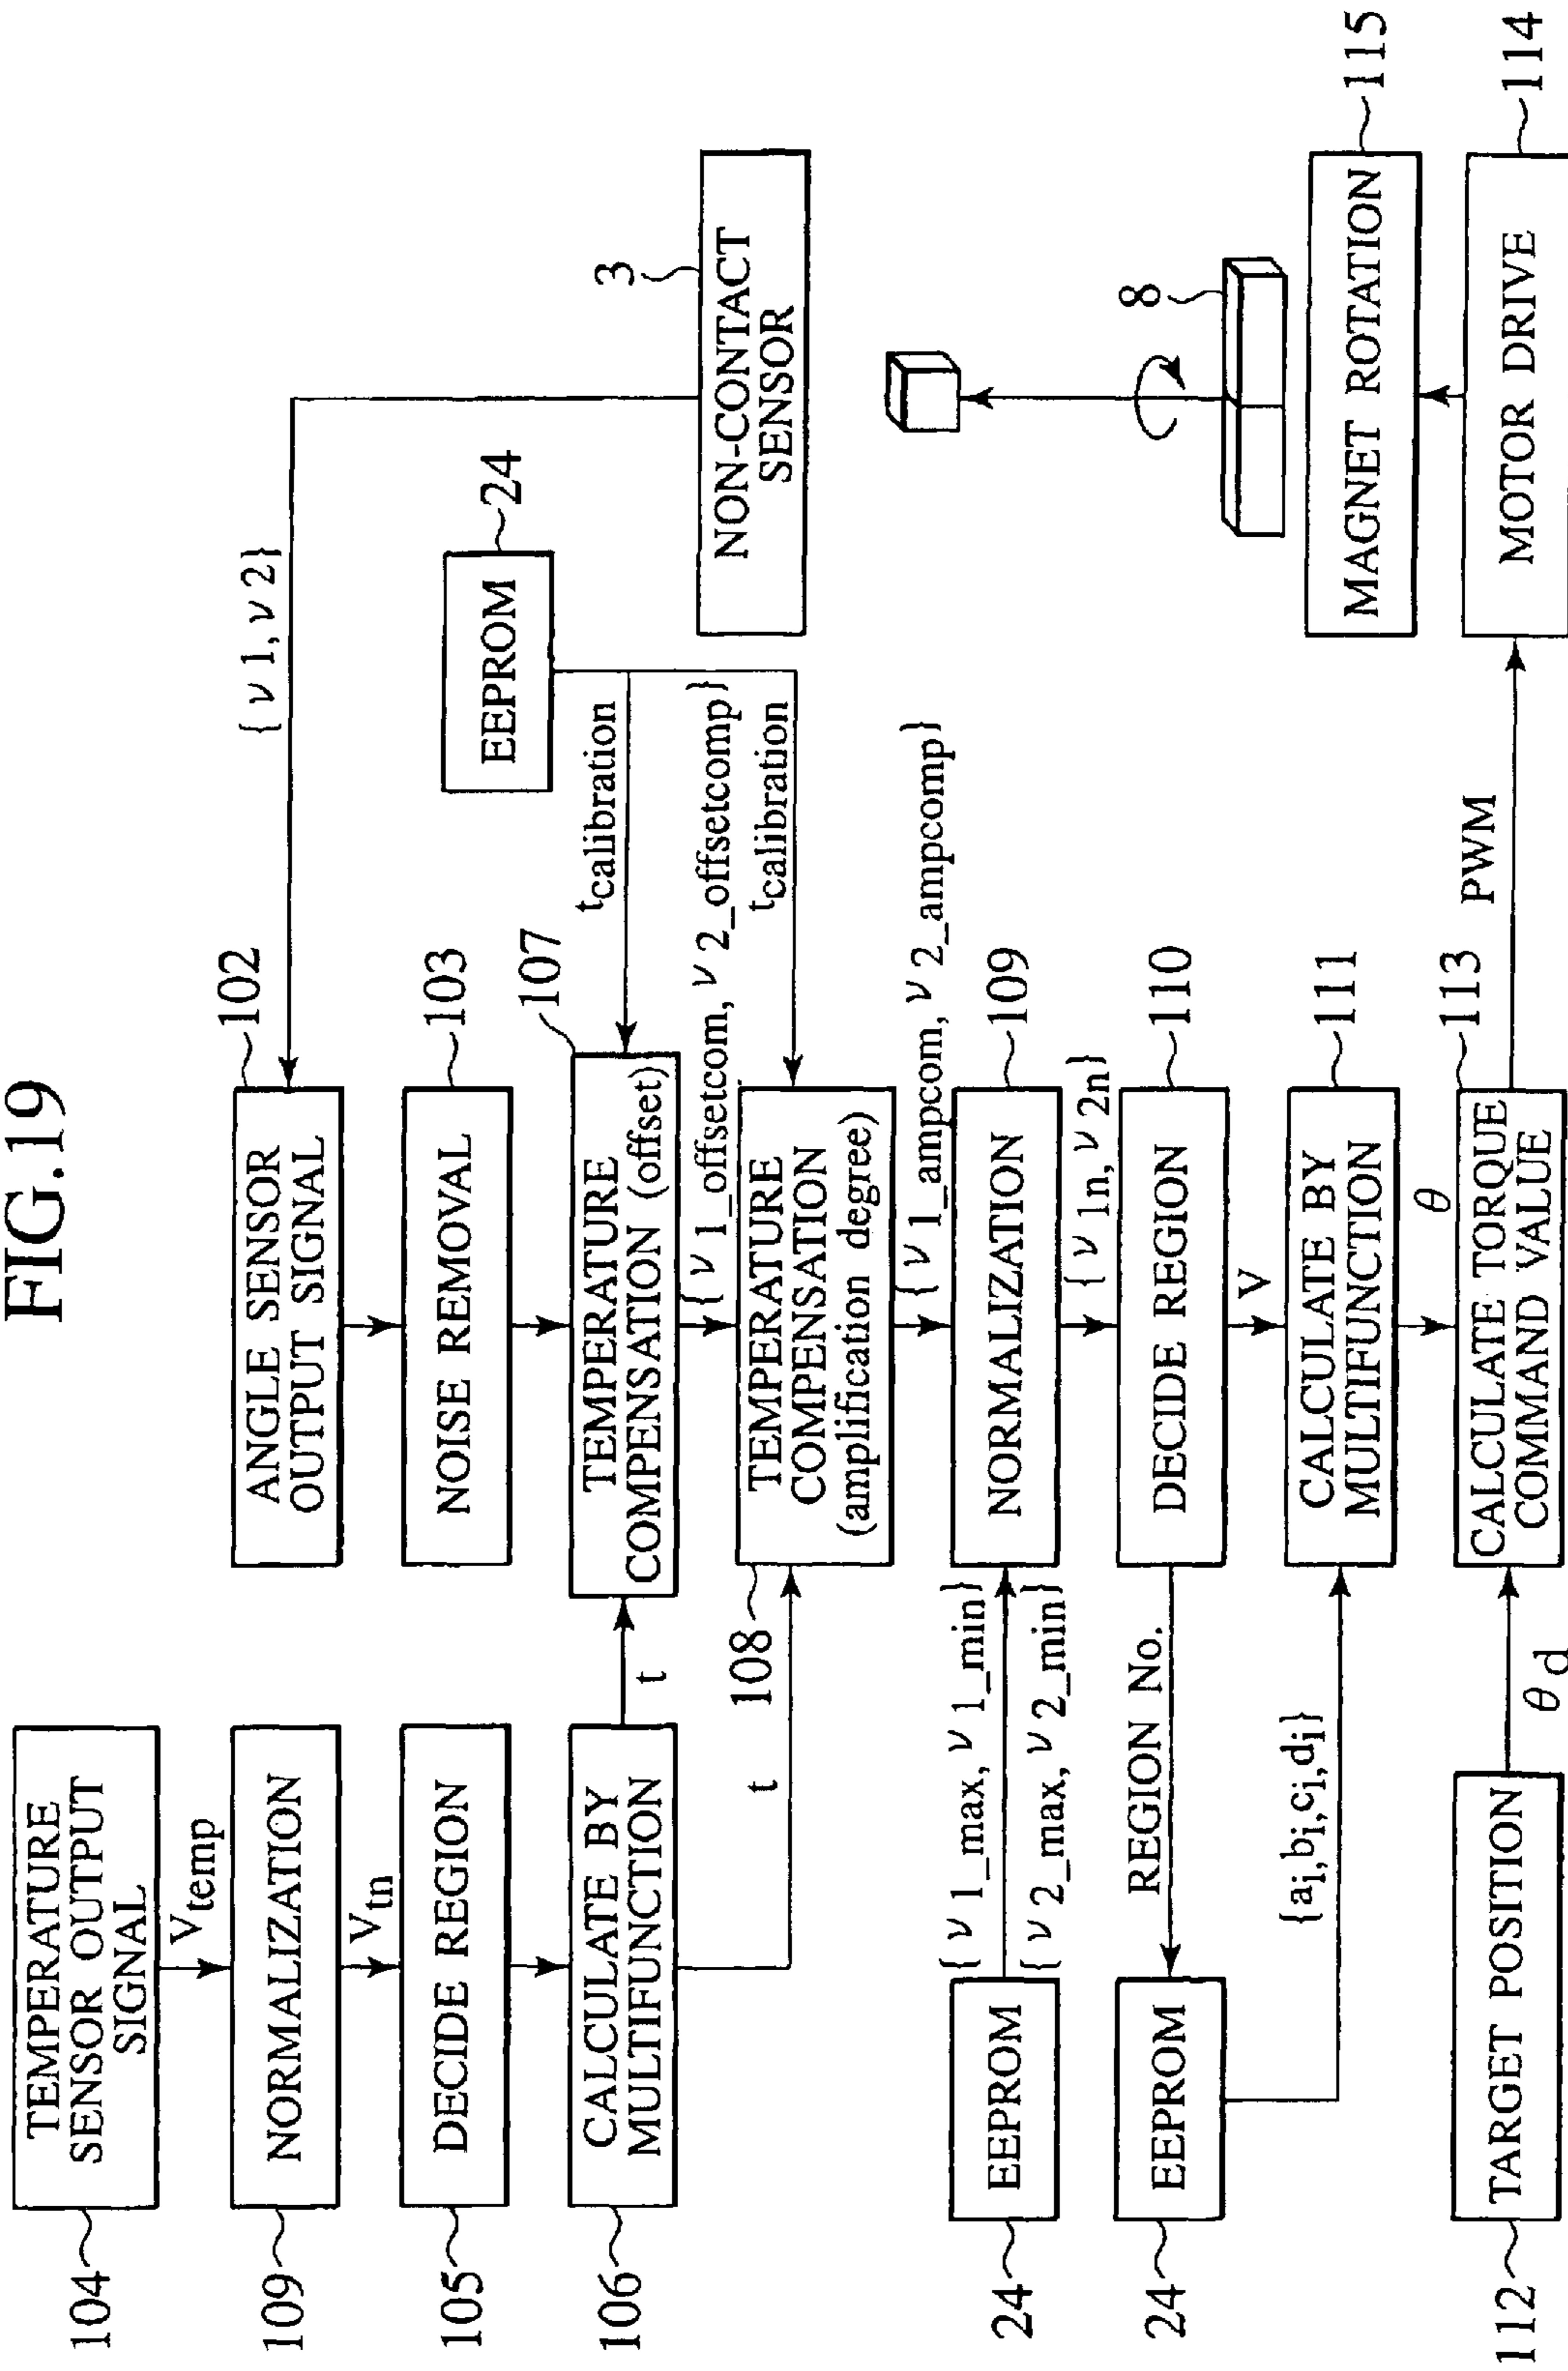 FIG.19
104
TEMPERATURE
SENSOR OUTPUT
SIGNAL
Vtemp
109
NORMALIZATION
Vtn
105
DECIDE REGION
106
CALCULATE BY
MULTIFUNCTION
t
t
102
ANGLE SENSOR
OUTPUT SIGNAL
{ν1,ν2}
103
NOISE REMOVAL
107
TEMPERATURE
COMPENSATION (offset)
tcalibration
EEPROM
24
{ν1_offsetcom, ν2_offsetcomp}
108
TEMPERATURE
COMPENSATION
(amplification degree)
tcalibration
{ν1_ampcom, ν2_ampcomp}
3
NON-CONTACT
SENSOR
24
EEPROM
{ν1_max, ν1_min}
{ν2_max, ν2_min}
NORMALIZATION
109
{ν1n, ν2n}
24
EEPROM
REGION No.
DECIDE REGION
110
V
{ai,bi,ci,di}
CALCULATE BY
MULTIFUNCTION
111
θ
112
TARGET POSITION
θd
CALCULATE TORQUE
COMMAND VALUE
113
PWM
8
MAGNET ROTATION
115
MOTOR DRIVE
114